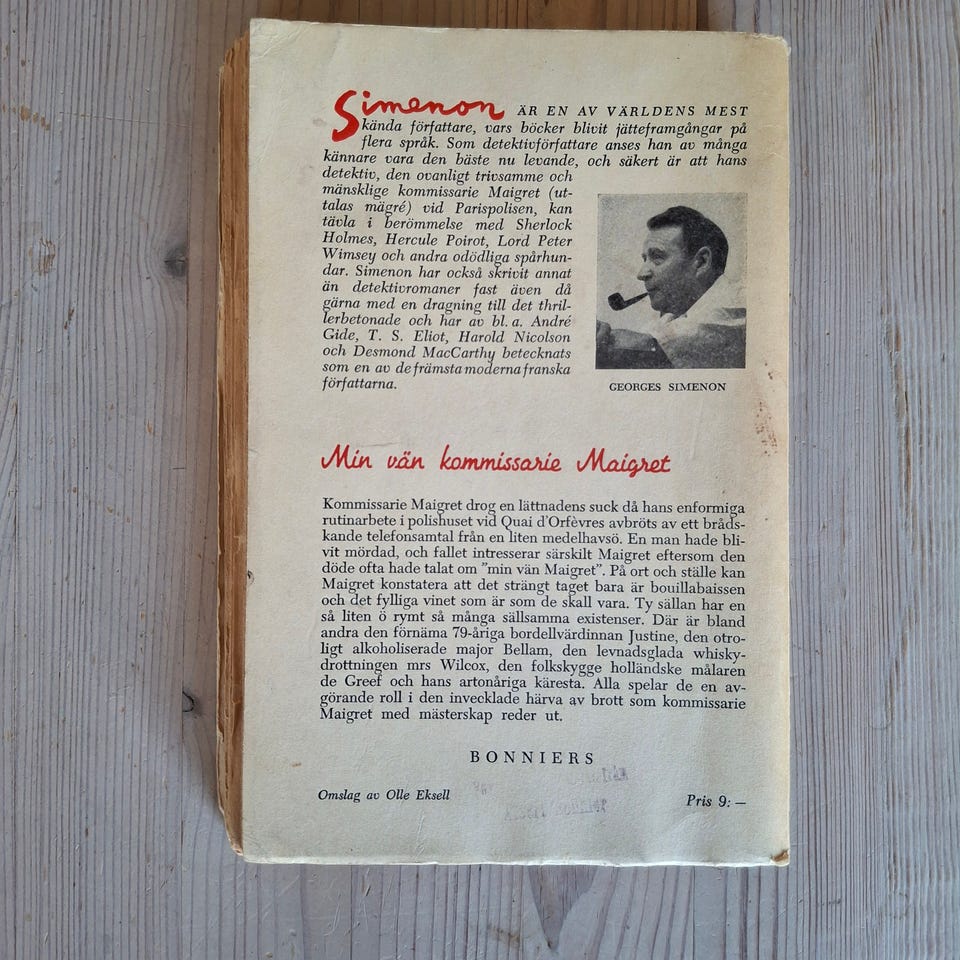 Simenon ÄR EN AV VÄRLDENS MEST
kända författare, vars böcker blivit jätteframgångar på
flera språk. Som detektivförfattare anses han av många
kännare vara den bäste nu levande, och säkert är att hans
detektiv, den ovanligt trivsamme och
mänsklige kommissarie Maigret (ut-
talas mägré) vid Parispolisen, kan
tävla i berömmelse med Sherlock
Holmes, Hercule Poirot, Lord Peter
Wimsey och andra odödliga spårhun-
dar. Simenon har också skrivit annat
än detektivromaner fast även då
gärna med en dragning till det thril-
lerbetonade och har av bl. a. André
Gide, T. S. Eliot, Harold Nicolson
och Desmond MacCarthy betecknats
som en av de främsta moderna franska
författarna.
GEORGES SIMENON
Min vän kommissarie Maigret
Kommissarie Maigret drog en lättnadens suck då hans enformiga
rutinarbete i polishuset vid Quai d'Orfèvres avbröts av ett bråds-
kande telefonsamtal från en liten medelhavsö. En man hade bli-
vit mördad, och fallet intresserar särskilt Maigret eftersom den
döde ofta hade talat om ”min vän Maigret”. På ort och ställe kan
Maigret konstatera att det strängt taget bara är bouillabaissen
och det fylliga vinet som är som de skall vara. Ty sällan har en
så liten ö rymt så många sällsamma existenser. Där är bland
andra den förnäma 79-åriga bordellvärdinnan Justine, den otro-
ligt alkoholiserade major Bellam, den levnadsglada whisky-
drottningen mrs Wilcox, den folkskygge holländske målaren
de Greef och hans artonåriga käresta. Alla spelar de en av-
görande roll i den invecklade härva av brott som kommissarie
Maigret med mästerskap reder ut.
BONNIERS
Omslag av Olle Eksell
Pris 9: —